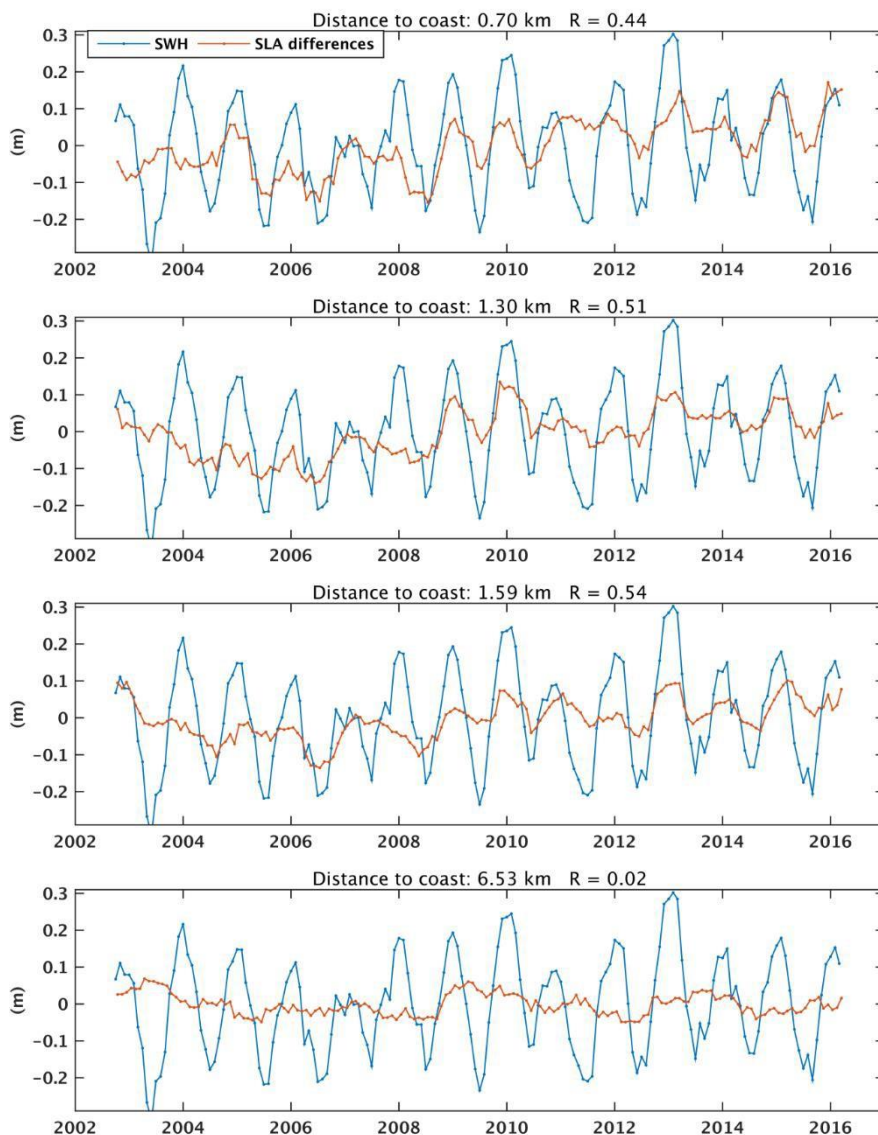 Distance to coast: 0.70 km R = 0.44
SWH SLA differences
0.3
0.2
0.1
0
-0.1
-0.2
(m)
2002 2004 2006 2008 2010 2012 2014 2016
Distance to coast: 1.30 km R = 0.51
0.3
0.2
0.1
0
-0.1
-0.2
(m)
2002 2004 2006 2008 2010 2012 2014 2016
Distance to coast: 1.59 km R = 0.54
0.3
0.2
0.1
0
-0.1
-0.2
(m)
2002 2004 2006 2008 2010 2012 2014 2016
Distance to coast: 6.53 km R = 0.02
0.3
0.2
0.1
0
-0.1
-0.2
(m)
2002 2004 2006 2008 2010 2012 2014 2016